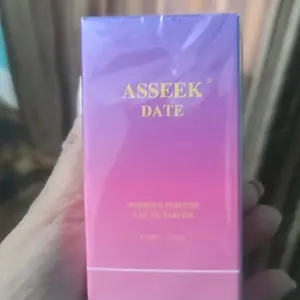 ASSEEK
DATE
WOMEN'S PERFUME
EAU DE PARFUM